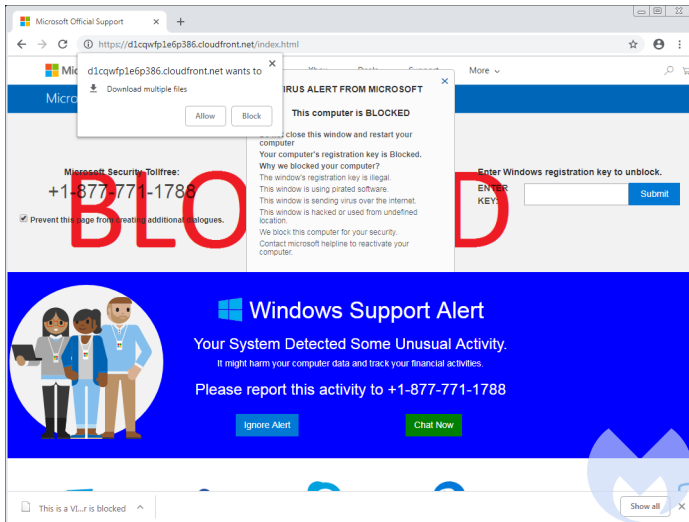 Microsoft Official Support
https://d1cqwfp1e6p386.cloudfront.net/index.html
d1cqwfp1e6p386.cloudfront.net wants to
Download multiple files
Allow Block
More
Micro
VIRUS ALERT FROM MICROSOFT
This computer is BLOCKED
close this window and restart your
computer
Your computer's registration key is Blocked.
Why we blocked your computer?
The window's registration key is illegal.
This window is using pirated software.
This window is sending virus over the internet.
This window is hacked or used from undefined
location.
We block this computer for your security.
Contact microsoft helpline to reactivate your
computer.
Microsoft Security Tollfree:
+1-877-771-1788
Prevent this page from creating additional dialogues.
BLO
D
Enter Windows registration key to unblock.
ENTER
KEY:
Submit
Windows Support Alert
Your System Detected Some Unusual Activity.
It might harm your computer data and track your financial activities.
Please report this activity to +1-877-771-1788
Ignore Alert Chat Now
This is a VI...r is blocked
Show all